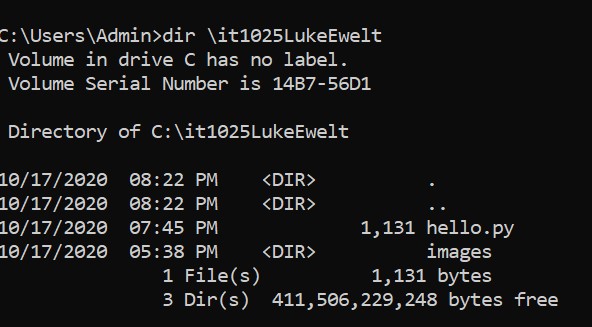 C:\Users\Admin>dir \it1025LukeEwelt
Volume in drive C has no label.
Volume Serial Number is 14B7-56D1
Directory of C:\it1025LukeEwelt
10/17/2020  08:22 PM    <DIR>          .
10/17/2020  08:22 PM    <DIR>          ..
10/17/2020  07:45 PM             1,131 hello.py
10/17/2020  05:38 PM    <DIR>          images
1 File(s)          1,131 bytes
3 Dir(s)  411,506,229,248 bytes free